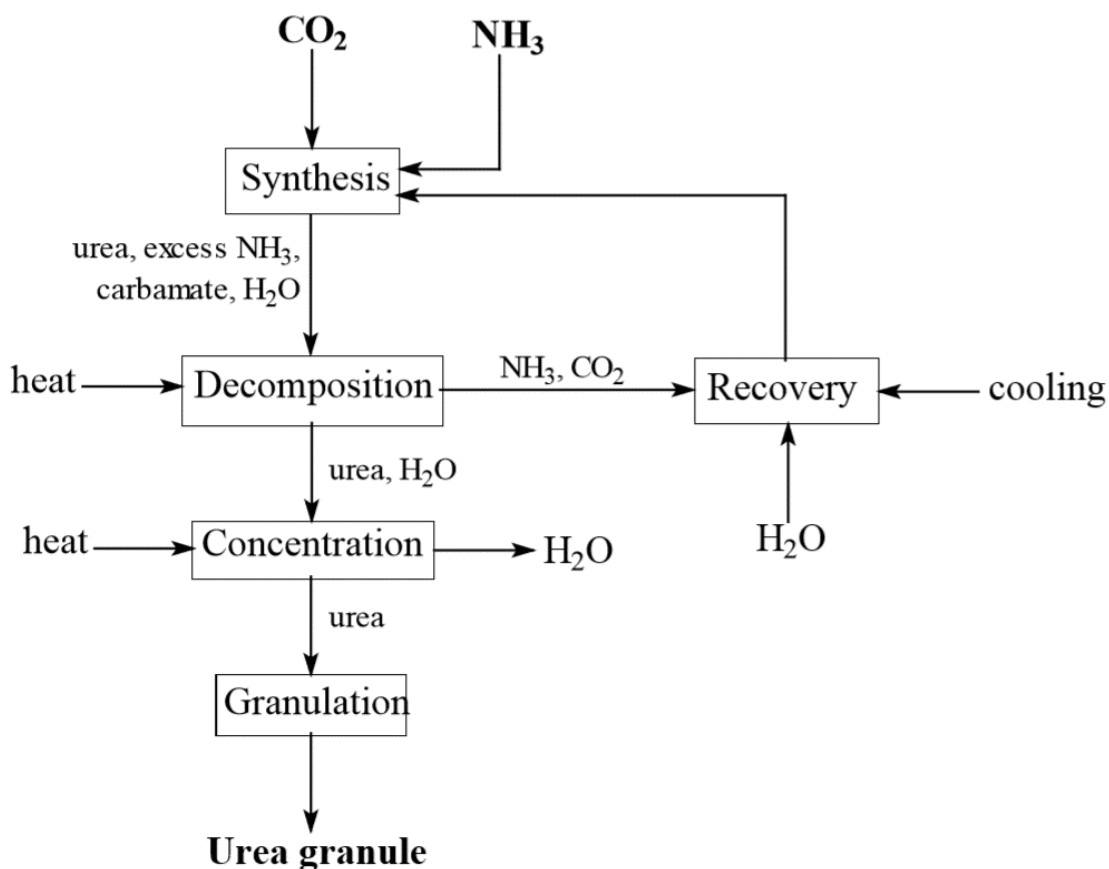 CO₂
NH₃
Synthesis
urea, excess NH₃,
carbamate, H₂O
heat
Decomposition
NH₃, CO₂
Recovery
cooling
urea, H₂O
heat
Concentration
H₂O
H₂O
urea
Granulation
Urea granule